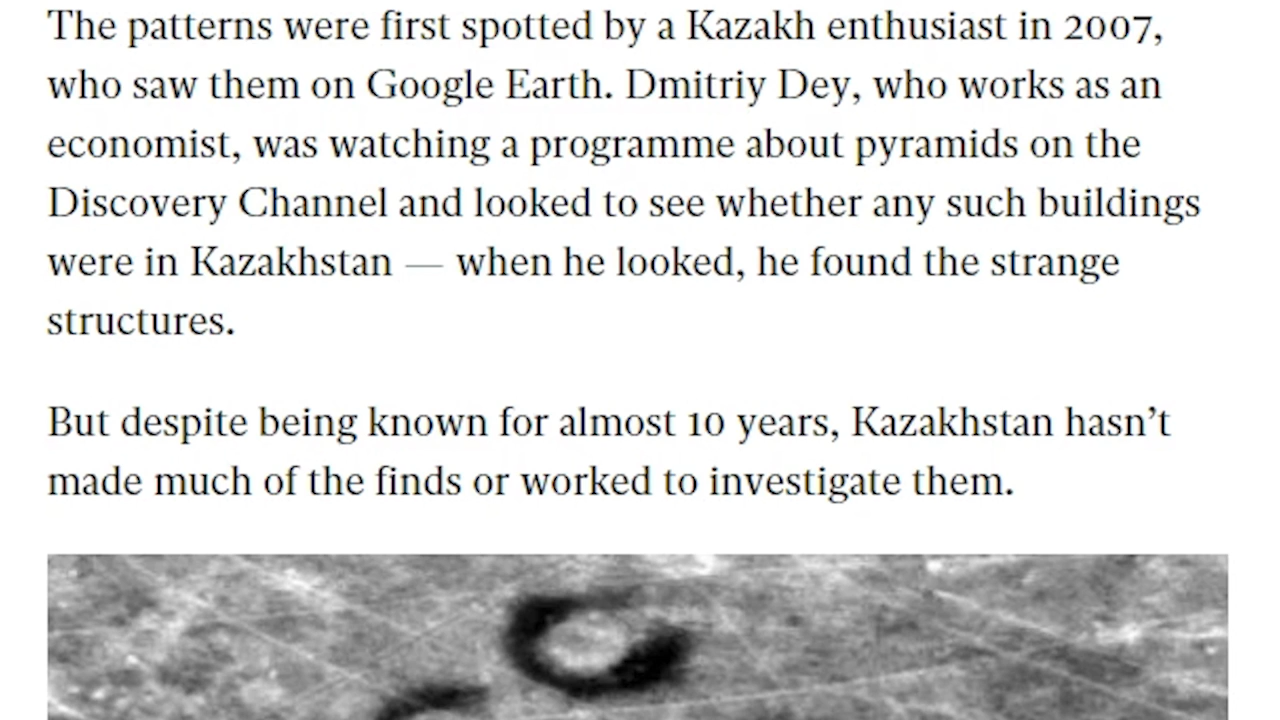 The patterns were first spotted by a Kazakh enthusiast in 2007,
who saw them on Google Earth. Dmitriy Dey, who works as an
economist, was watching a programme about pyramids on the
Discovery Channel and looked to see whether any such buildings
were in Kazakhstan — when he looked, he found the strange
structures.
But despite being known for almost 10 years, Kazakhstan hasn’t
made much of the finds or worked to investigate them.